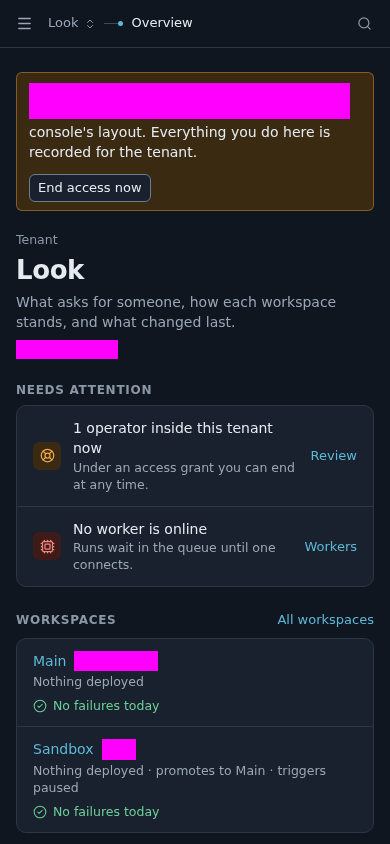 Look
Overview
console's layout. Everything you do here is
recorded for the tenant.
End access now
Tenant
Look
What asks for someone, how each workspace
stands, and what changed last.
NEEDS ATTENTION
1 operator inside this tenant
now
Under an access grant you can end
at any time.
Review
No worker is online
Runs wait in the queue until one
connects.
Workers
WORKSPACES
All workspaces
Main
Nothing deployed
No failures today
Sandbox
Nothing deployed · promotes to Main · triggers
paused
No failures today